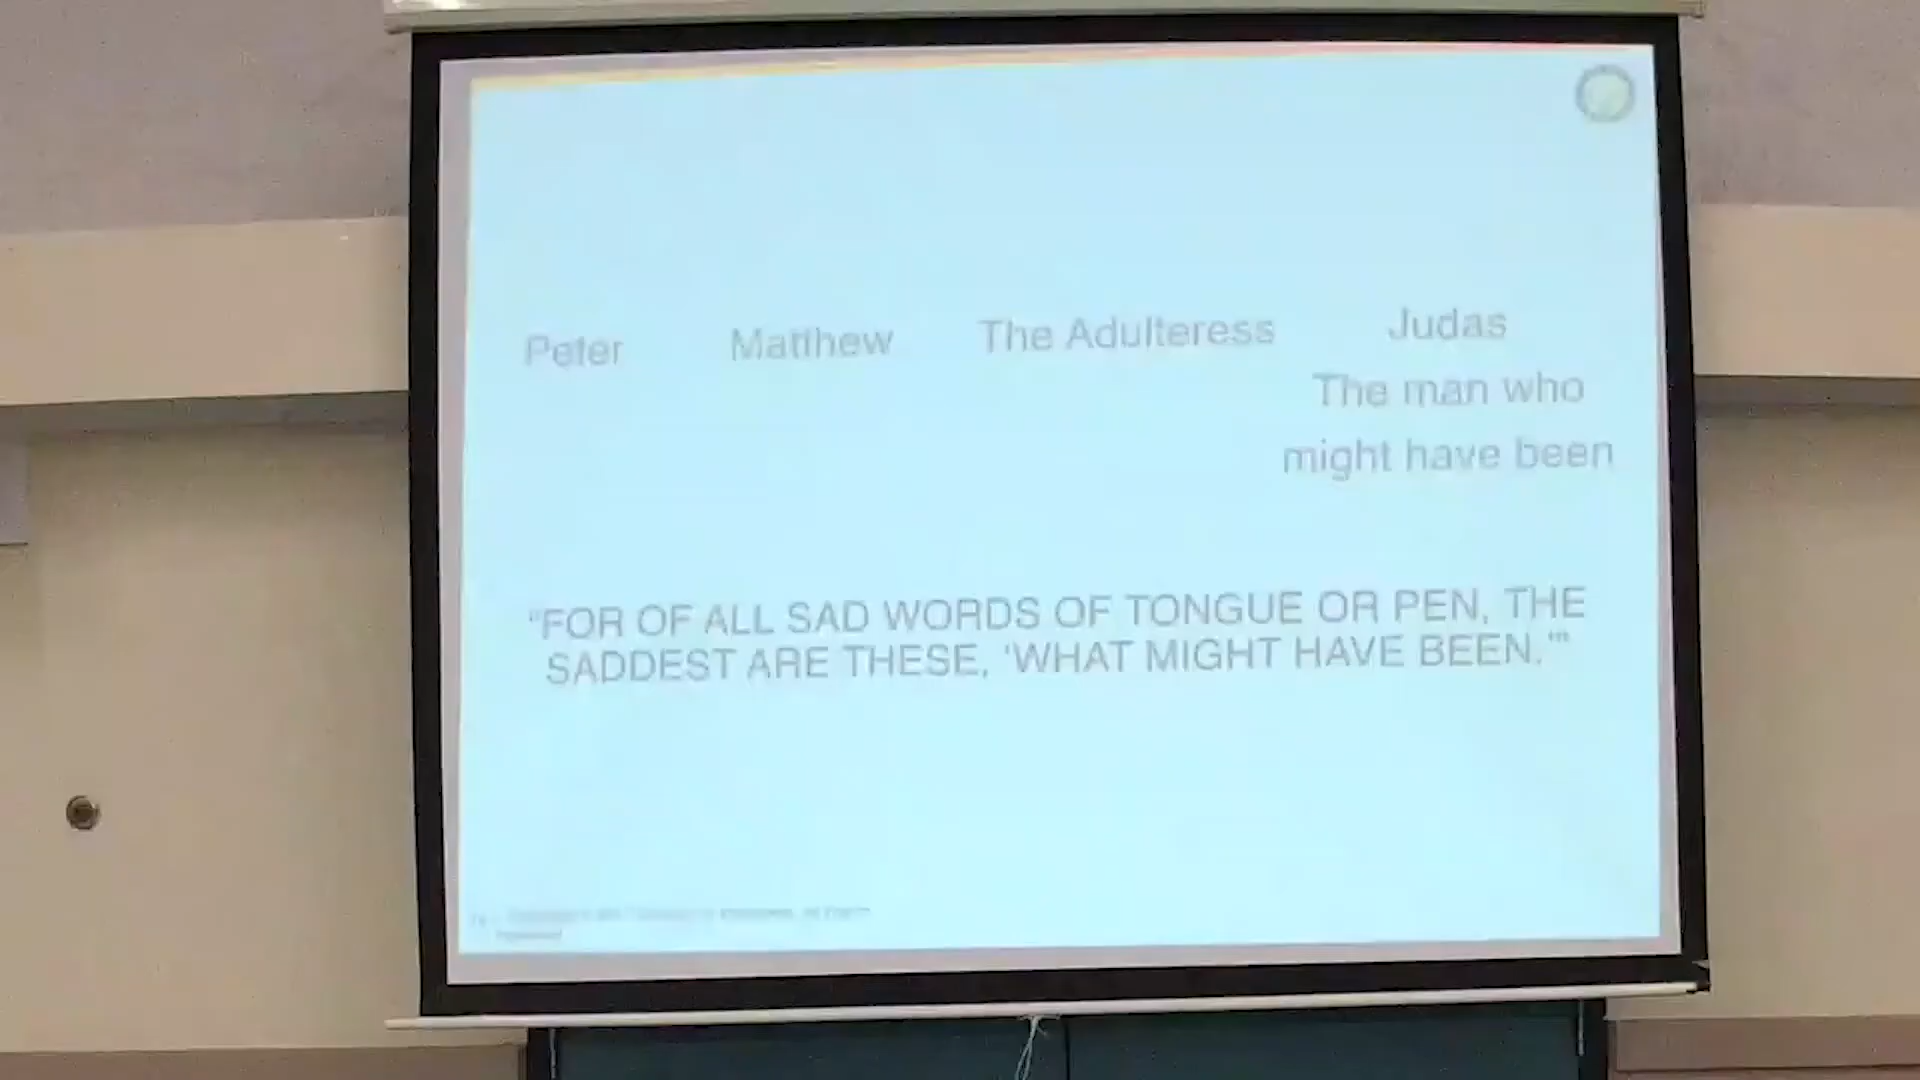 Peter Matthew The Adulteress Judas
The man who
might have been
"FOR OF ALL SAD WORDS OF TONGUE OR PEN, THE
SADDEST ARE THESE, 'WHAT MIGHT HAVE BEEN.'"